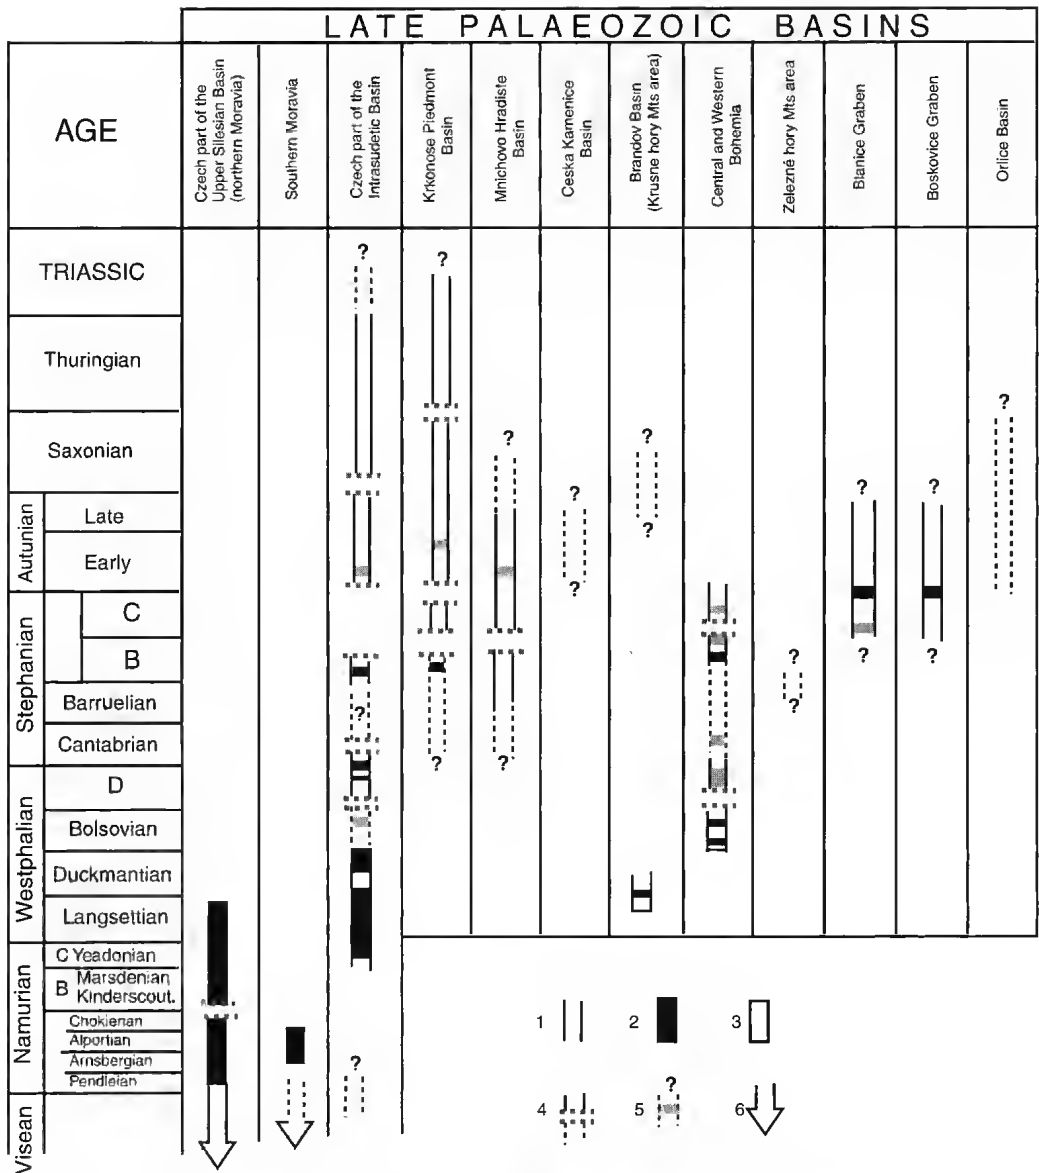 LATE PALAEOZOIC BASINS
AGE
Czech part of the
Upper Silesian Basin
(northern Moravia)
Southern Moravia
Czech part of the
Intrasudetic Basin
Krkonose Piedmont
Basin
Mnichovo Hradiste
Basin
Ceska Kamenice
Basin
Brandov Basin
(Krusne hory Mts area)
Central and Western
Bohemia
Zelezné hory Mts area
Blanice Graben
Boskovice Graben
Orlice Basin
TRIASSIC
? ?
Thuringian
Saxonian
? ? ?
Autunian
Late
? ? ? ?
Early
?
Stephanian
C
B
? ? ?
Barruelian
? ?
Cantabrian
? ?
Westphalian
D
Bolsovian
Duckmantian
Langsettian
Namurian
C Yeadonian
B Marsdenian
Kinderscout.
Chokierian
Alportian
Arnsbergian
Pendleian
?
Visean
1 2 3
?
4 5 6